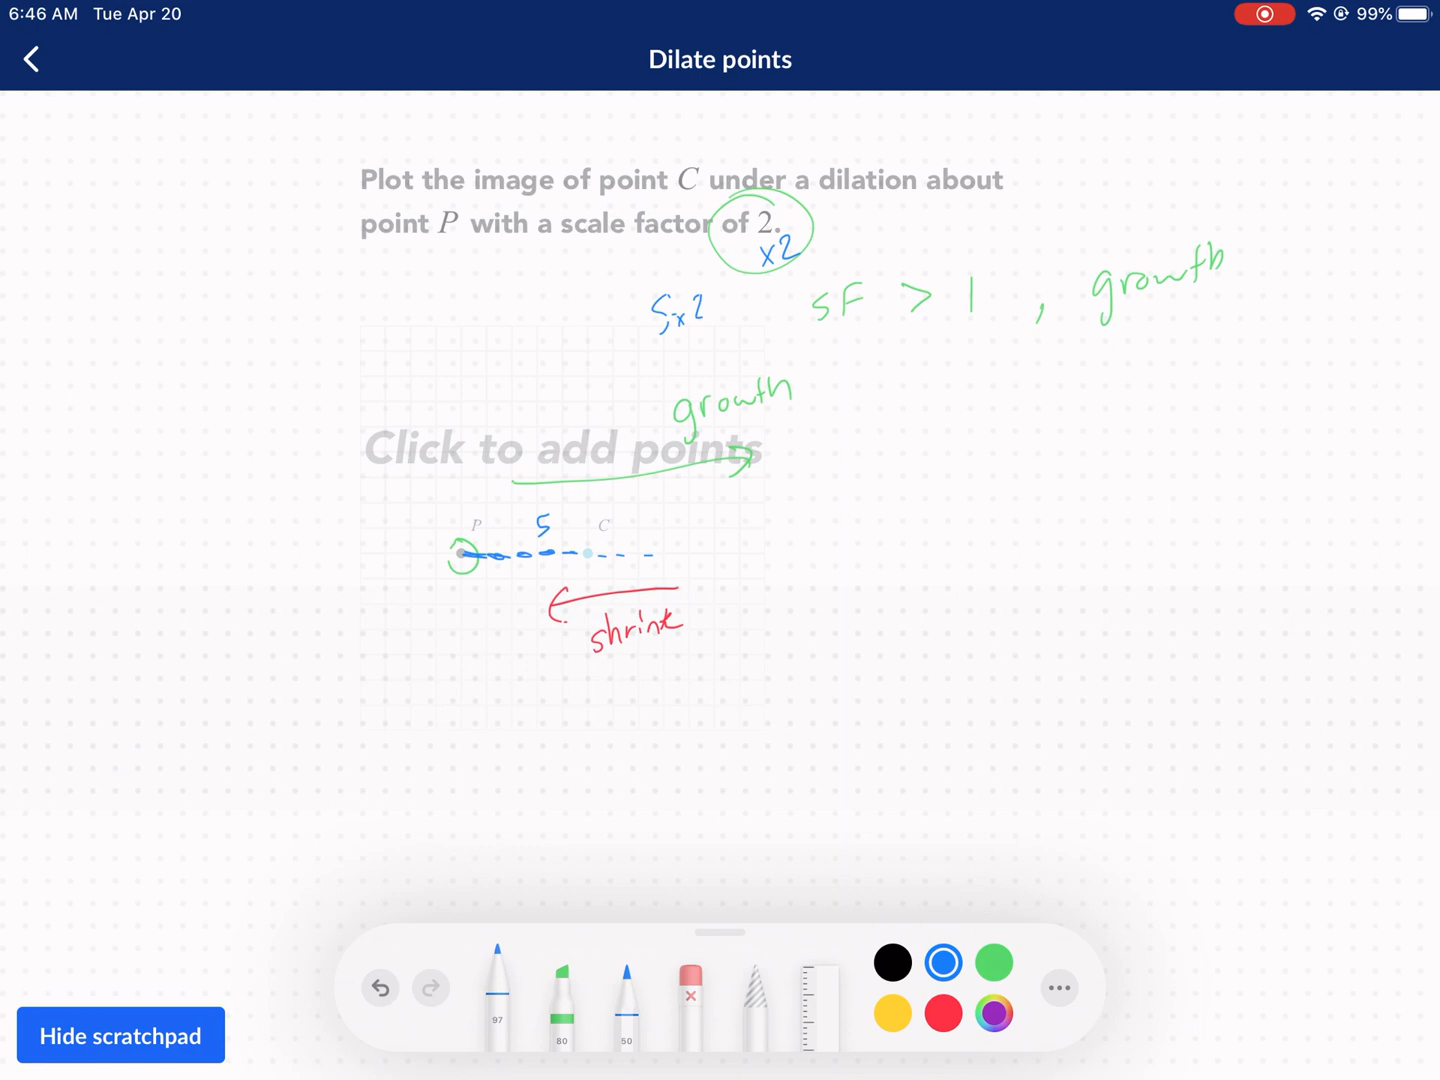 6:46 AM Tue Apr 20
99%
Dilate points
Plot the image of point C under a dilation about
point P with a scale factor of 2.
x2
5x2
SF > 1 , growth
growth
Click to add points
P
5
C
shrink
97
80
50
Hide scratchpad